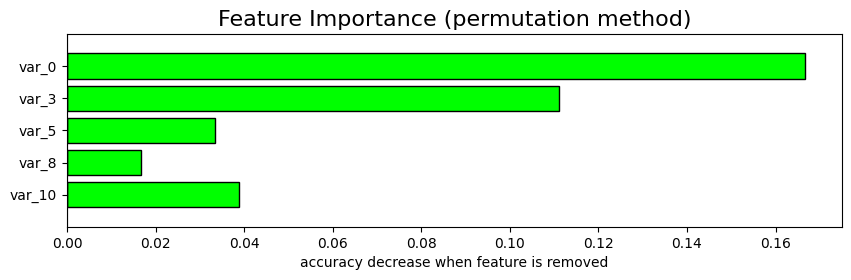 Feature Importance (permutation method)
var_0
var_3
var_5
var_8
var_10
0.00 0.02 0.04 0.06 0.08 0.10 0.12 0.14 0.16
accuracy decrease when feature is removed